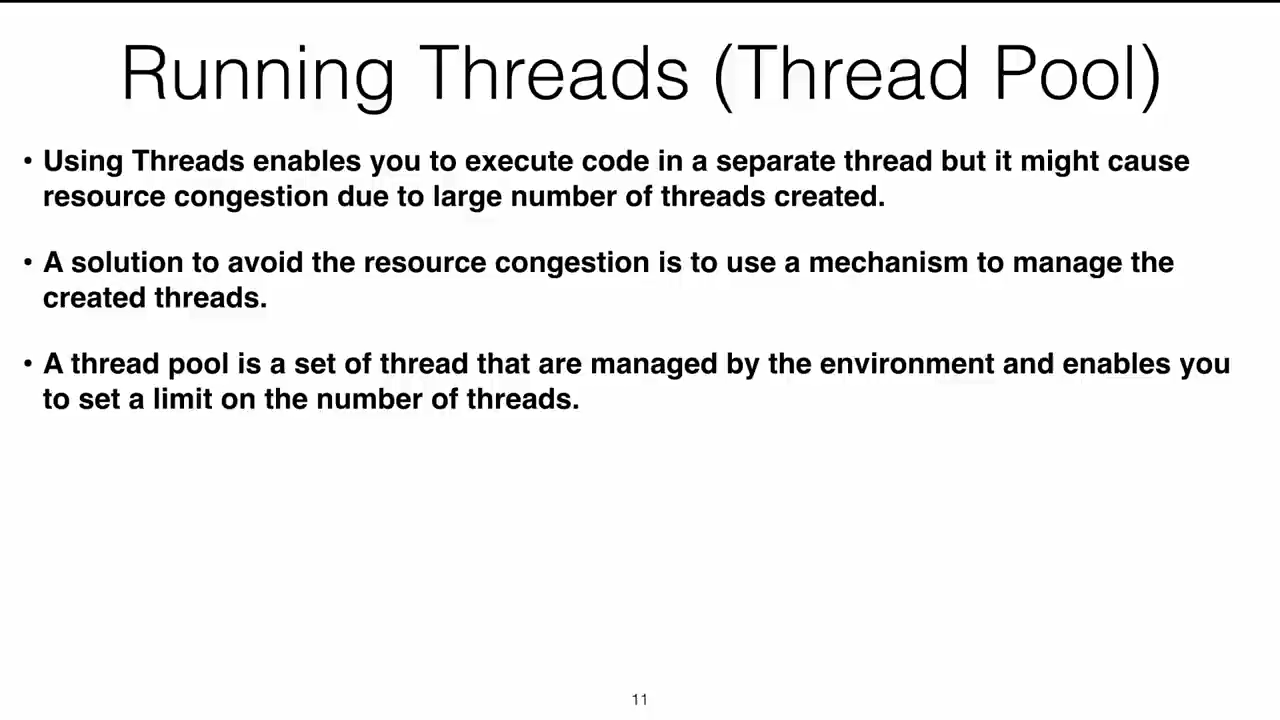 Running Threads (Thread Pool)
• Using Threads enables you to execute code in a separate thread but it might cause
resource congestion due to large number of threads created.
• A solution to avoid the resource congestion is to use a mechanism to manage the
created threads.
• A thread pool is a set of thread that are managed by the environment and enables you
to set a limit on the number of threads.
11